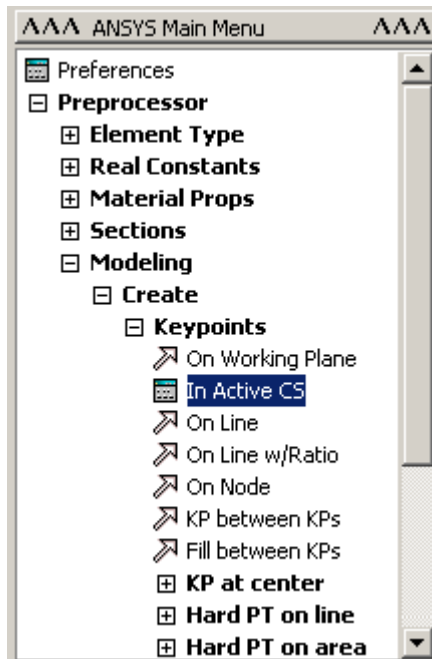 ANSYS Main Menu
Preferences
Preprocessor
Element Type
Real Constants
Material Props
Sections
Modeling
Create
Keypoints
On Working Plane
In Active CS
On Line
On Line w/Ratio
On Node
KP between KPs
Fill between KPs
KP at center
Hard PT on line
Hard PT on area